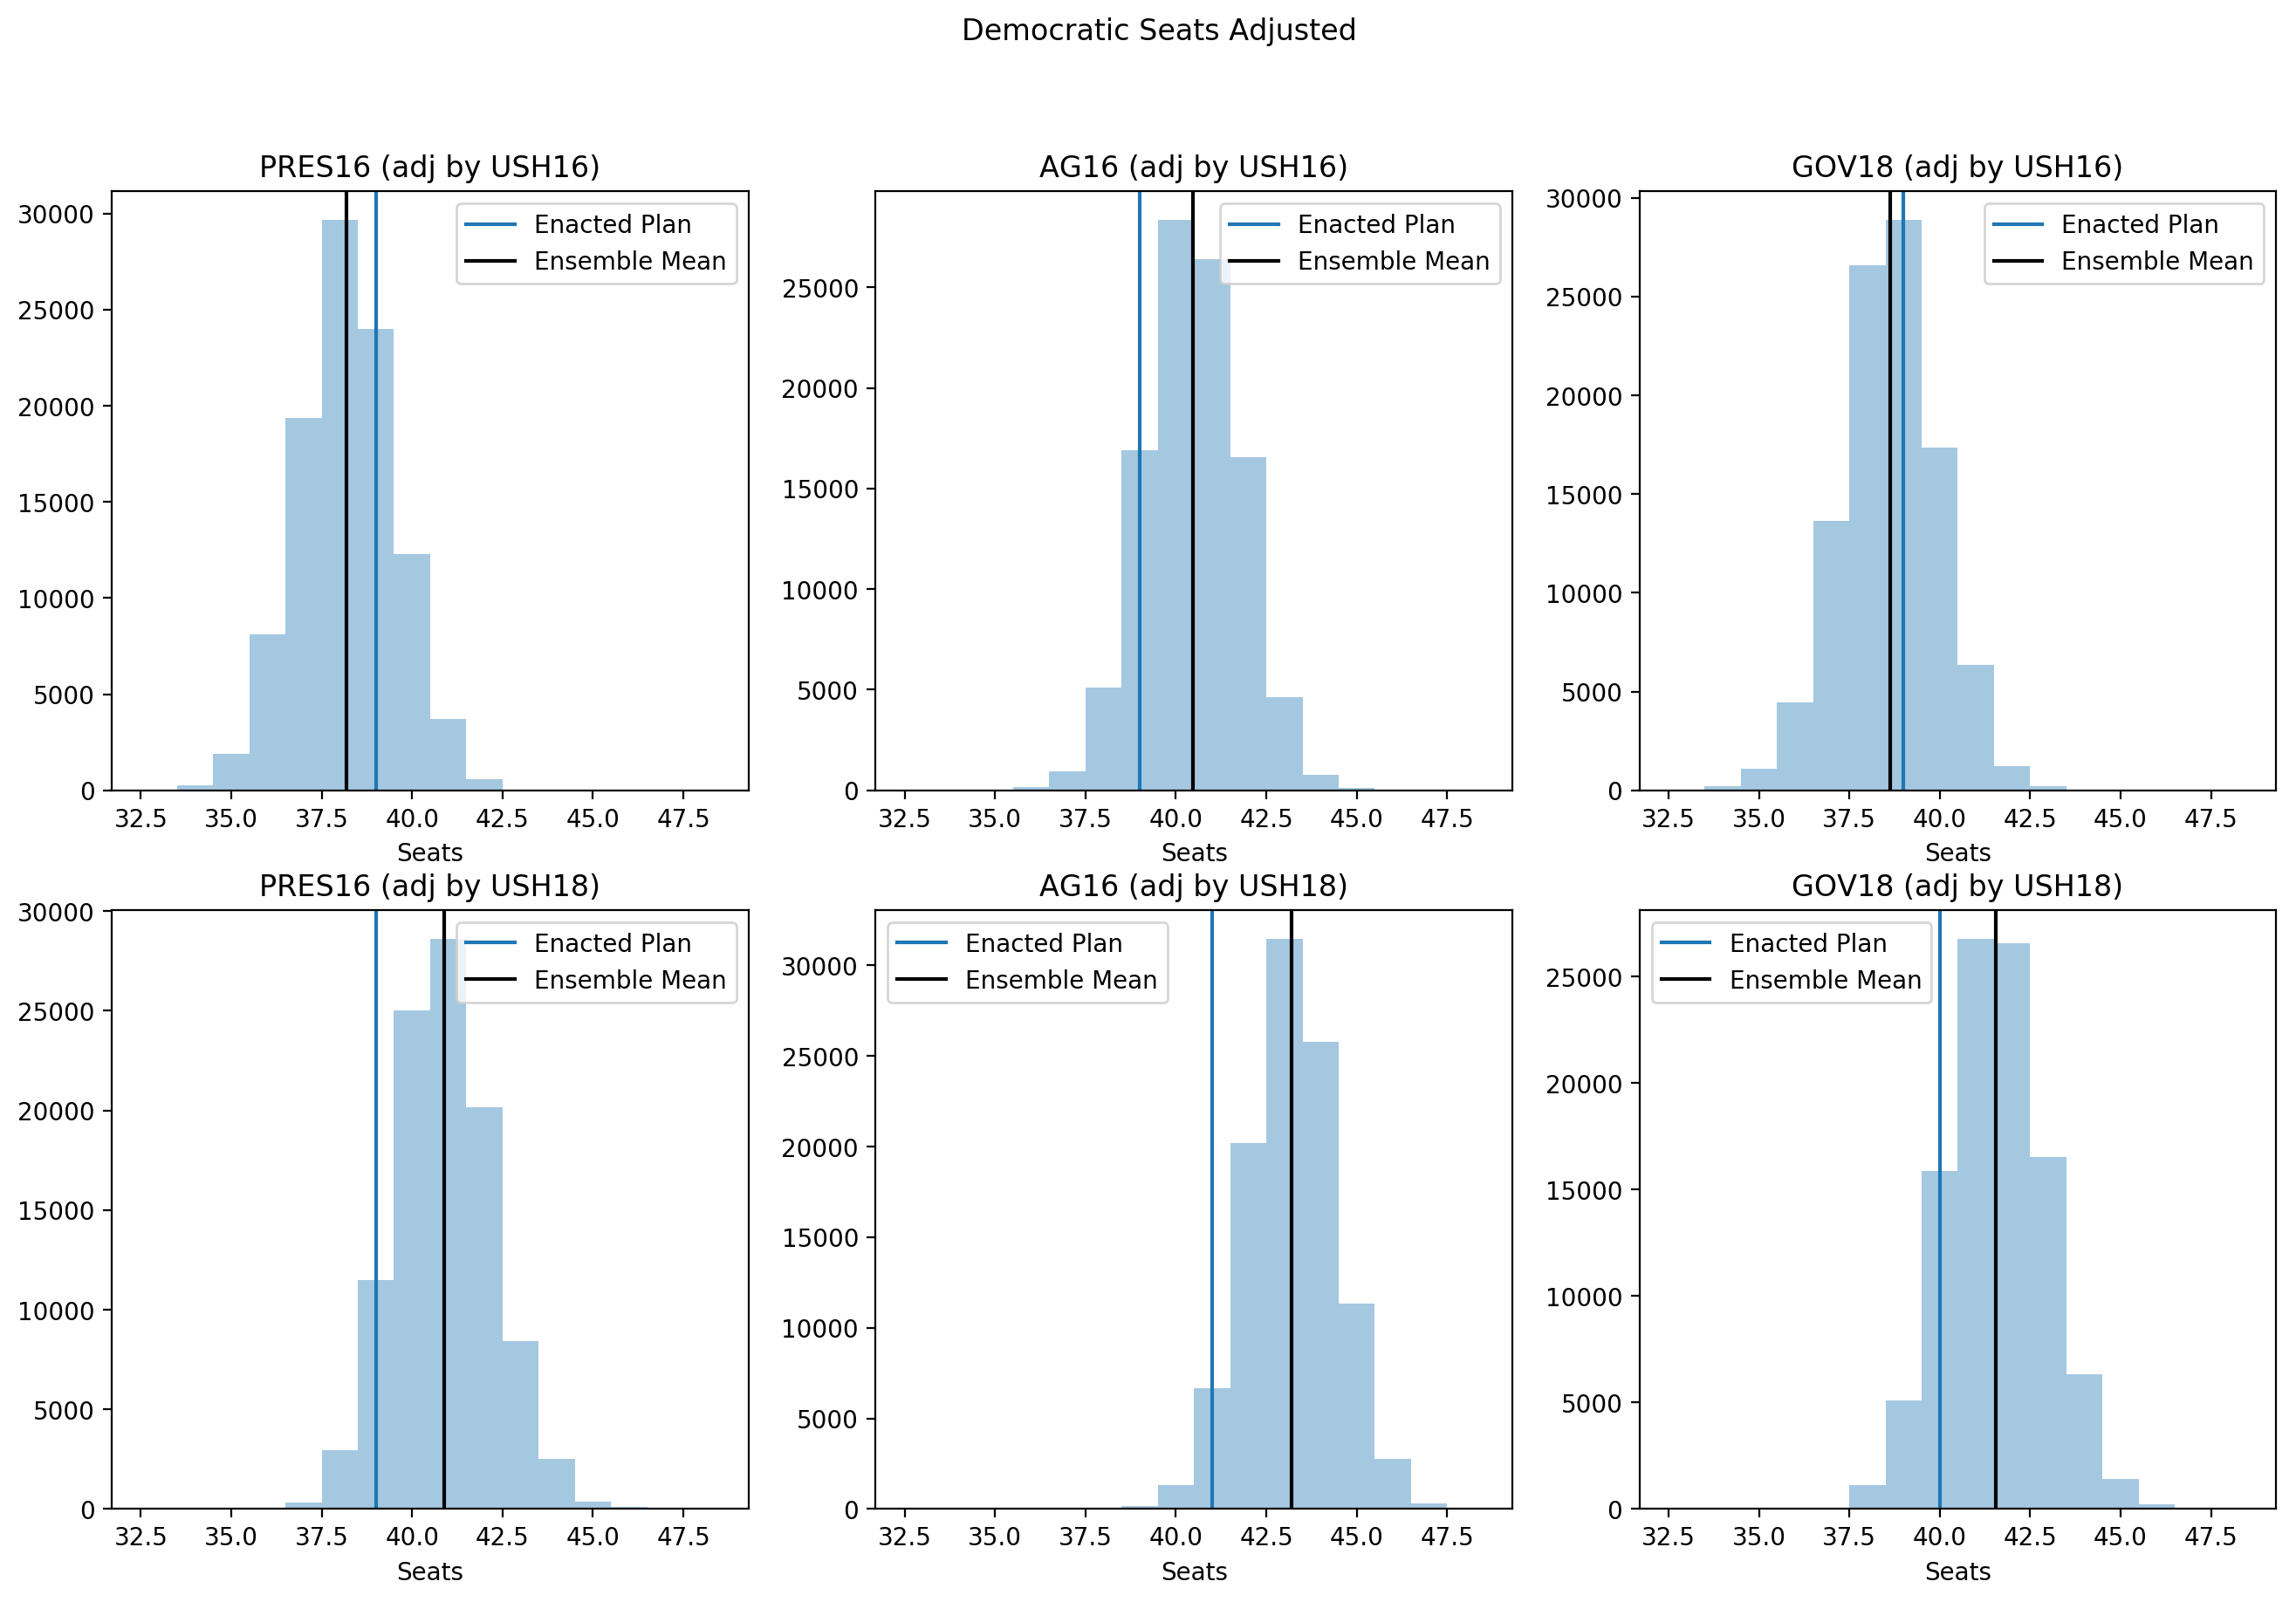 Democratic Seats Adjusted
PRES16 (adj by USH16)
30000
25000
20000
15000
10000
5000
0
Enacted Plan
Ensemble Mean
32.5 35.0 37.5 40.0 42.5 45.0 47.5
Seats
AG16 (adj by USH16)
25000
20000
15000
10000
5000
0
Enacted Plan
Ensemble Mean
32.5 35.0 37.5 40.0 42.5 45.0 47.5
Seats
GOV18 (adj by USH16)
30000
25000
20000
15000
10000
5000
0
Enacted Plan
Ensemble Mean
32.5 35.0 37.5 40.0 42.5 45.0 47.5
Seats
PRES16 (adj by USH18)
30000
25000
20000
15000
10000
5000
0
Enacted Plan
Ensemble Mean
32.5 35.0 37.5 40.0 42.5 45.0 47.5
Seats
AG16 (adj by USH18)
30000
25000
20000
15000
10000
5000
0
Enacted Plan
Ensemble Mean
32.5 35.0 37.5 40.0 42.5 45.0 47.5
Seats
GOV18 (adj by USH18)
25000
20000
15000
10000
5000
0
Enacted Plan
Ensemble Mean
32.5 35.0 37.5 40.0 42.5 45.0 47.5
Seats